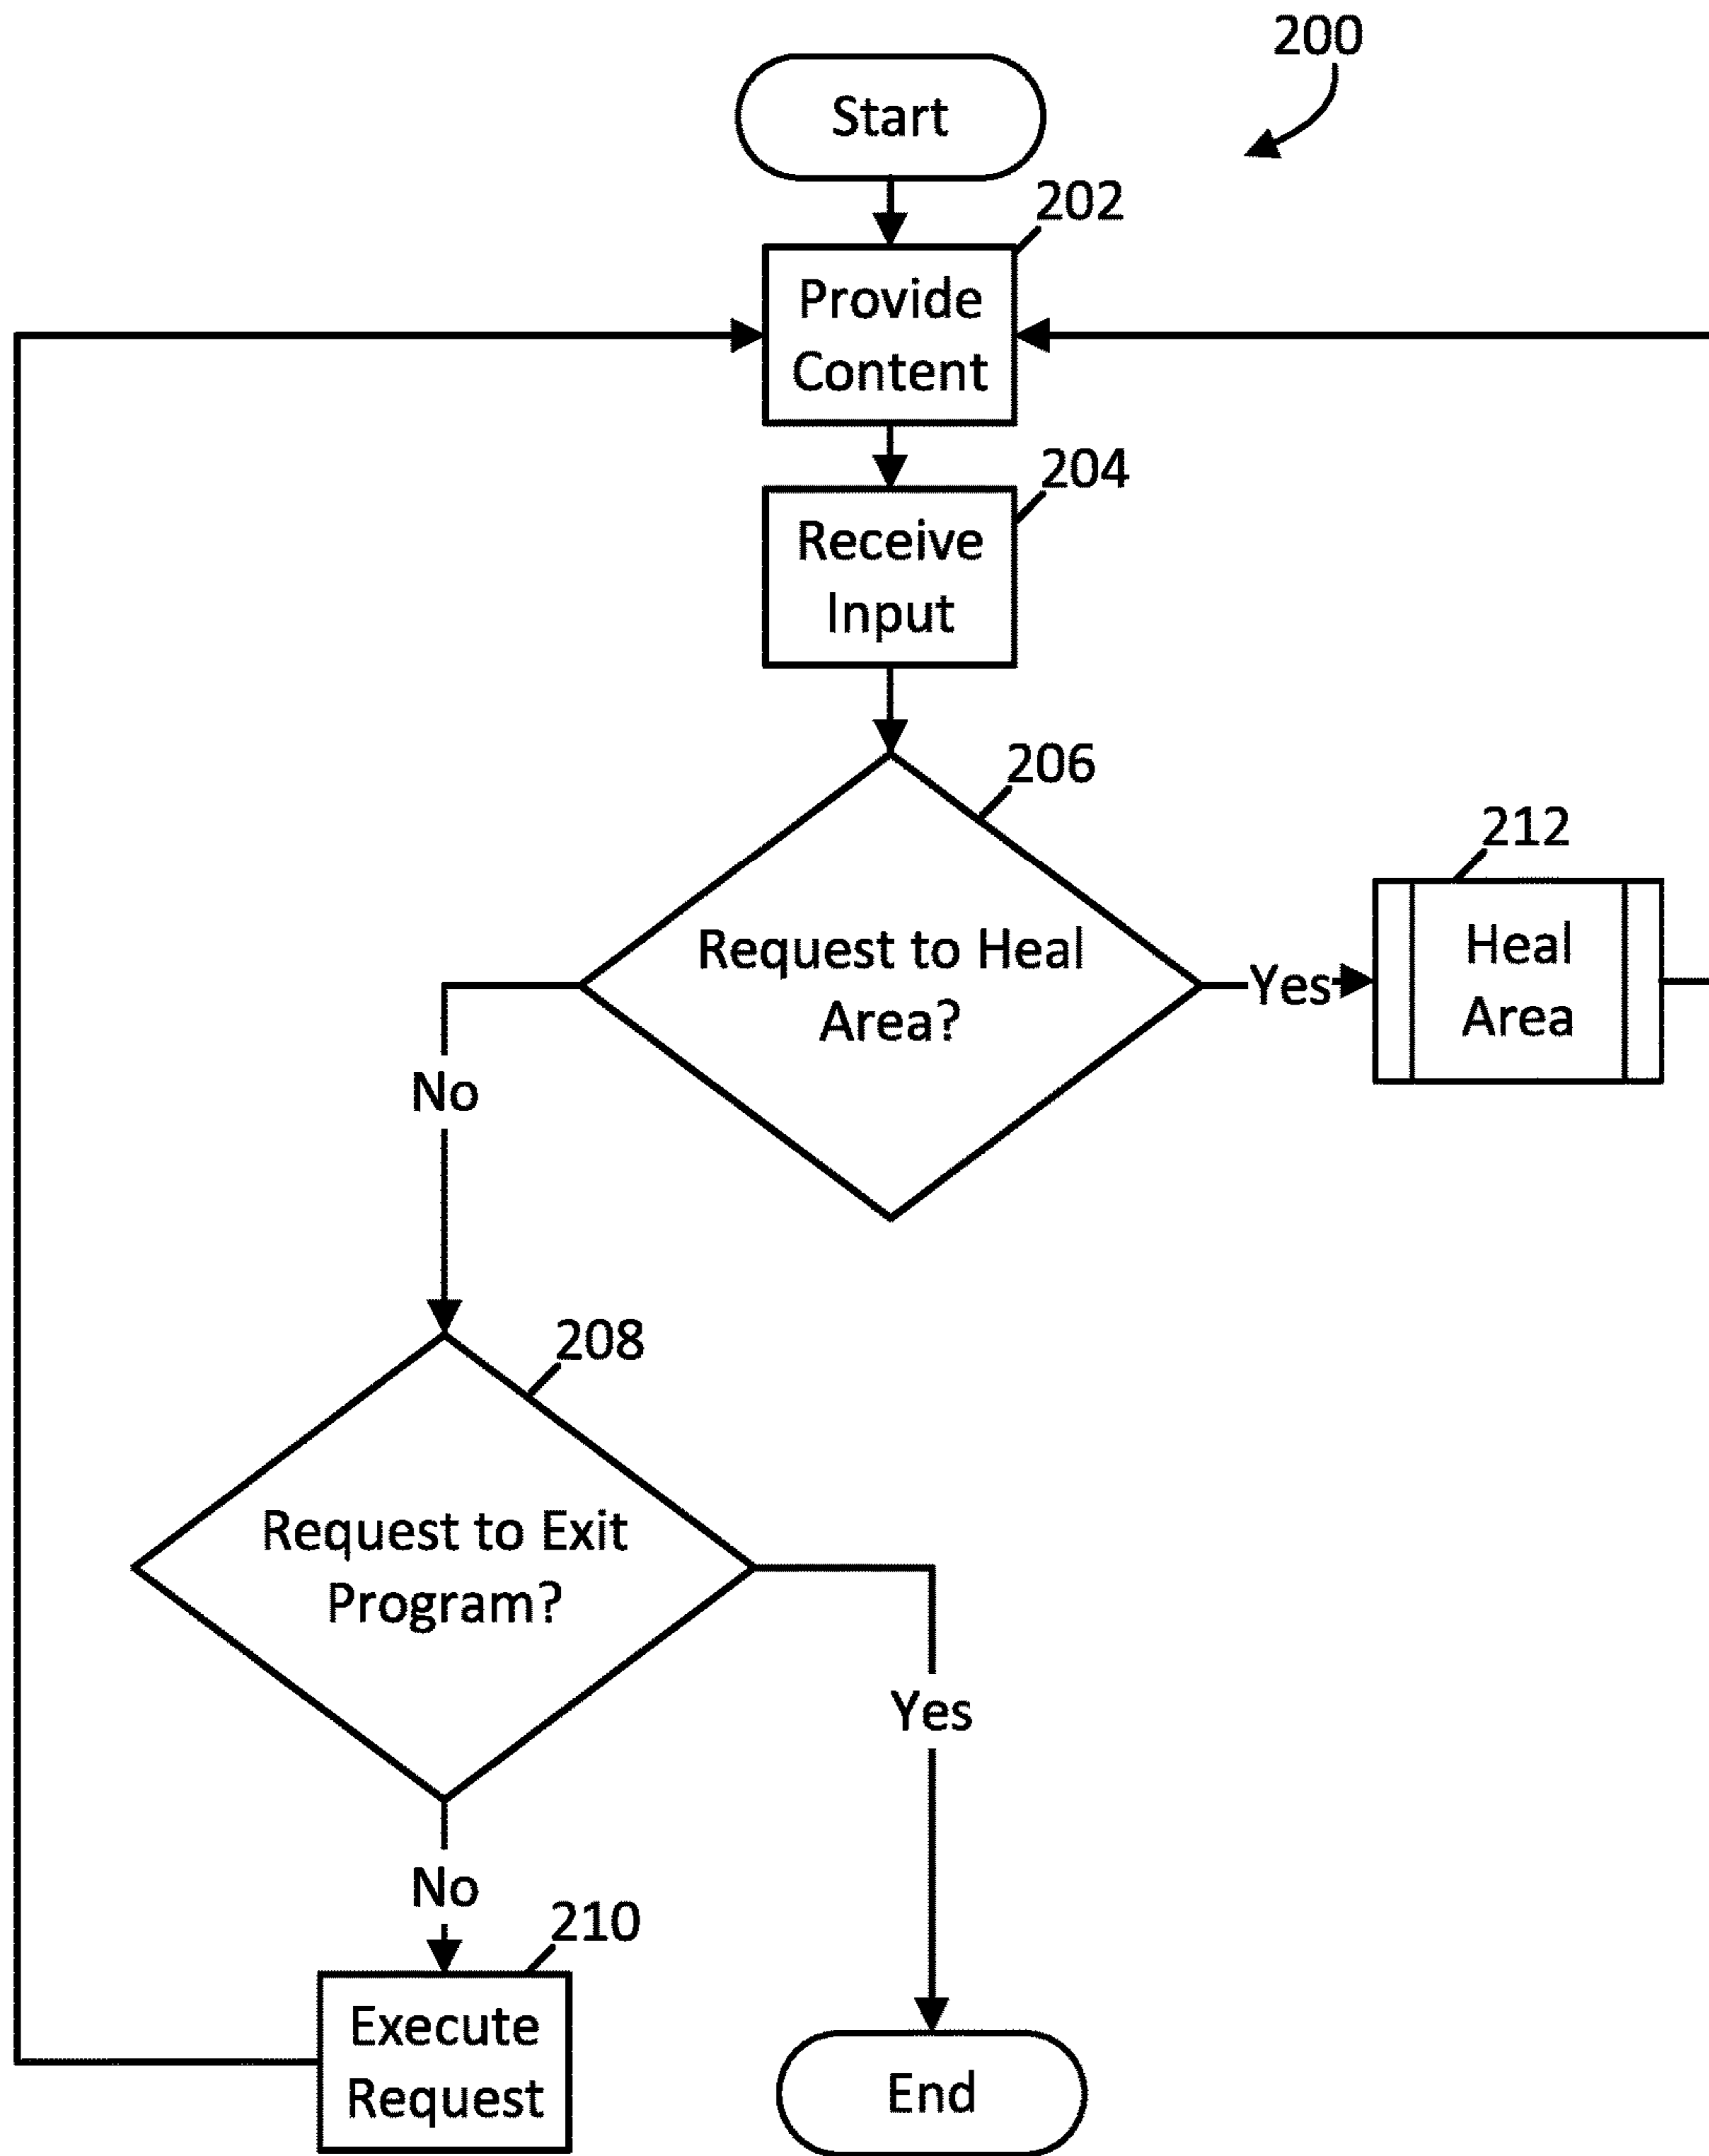 200
Start
202
Provide
Content
204
Receive
Input
206
Request to Heal
Area?
Yes
212
Heal
Area
No
208
Request to Exit
Program?
Yes
No
210
Execute
Request
End